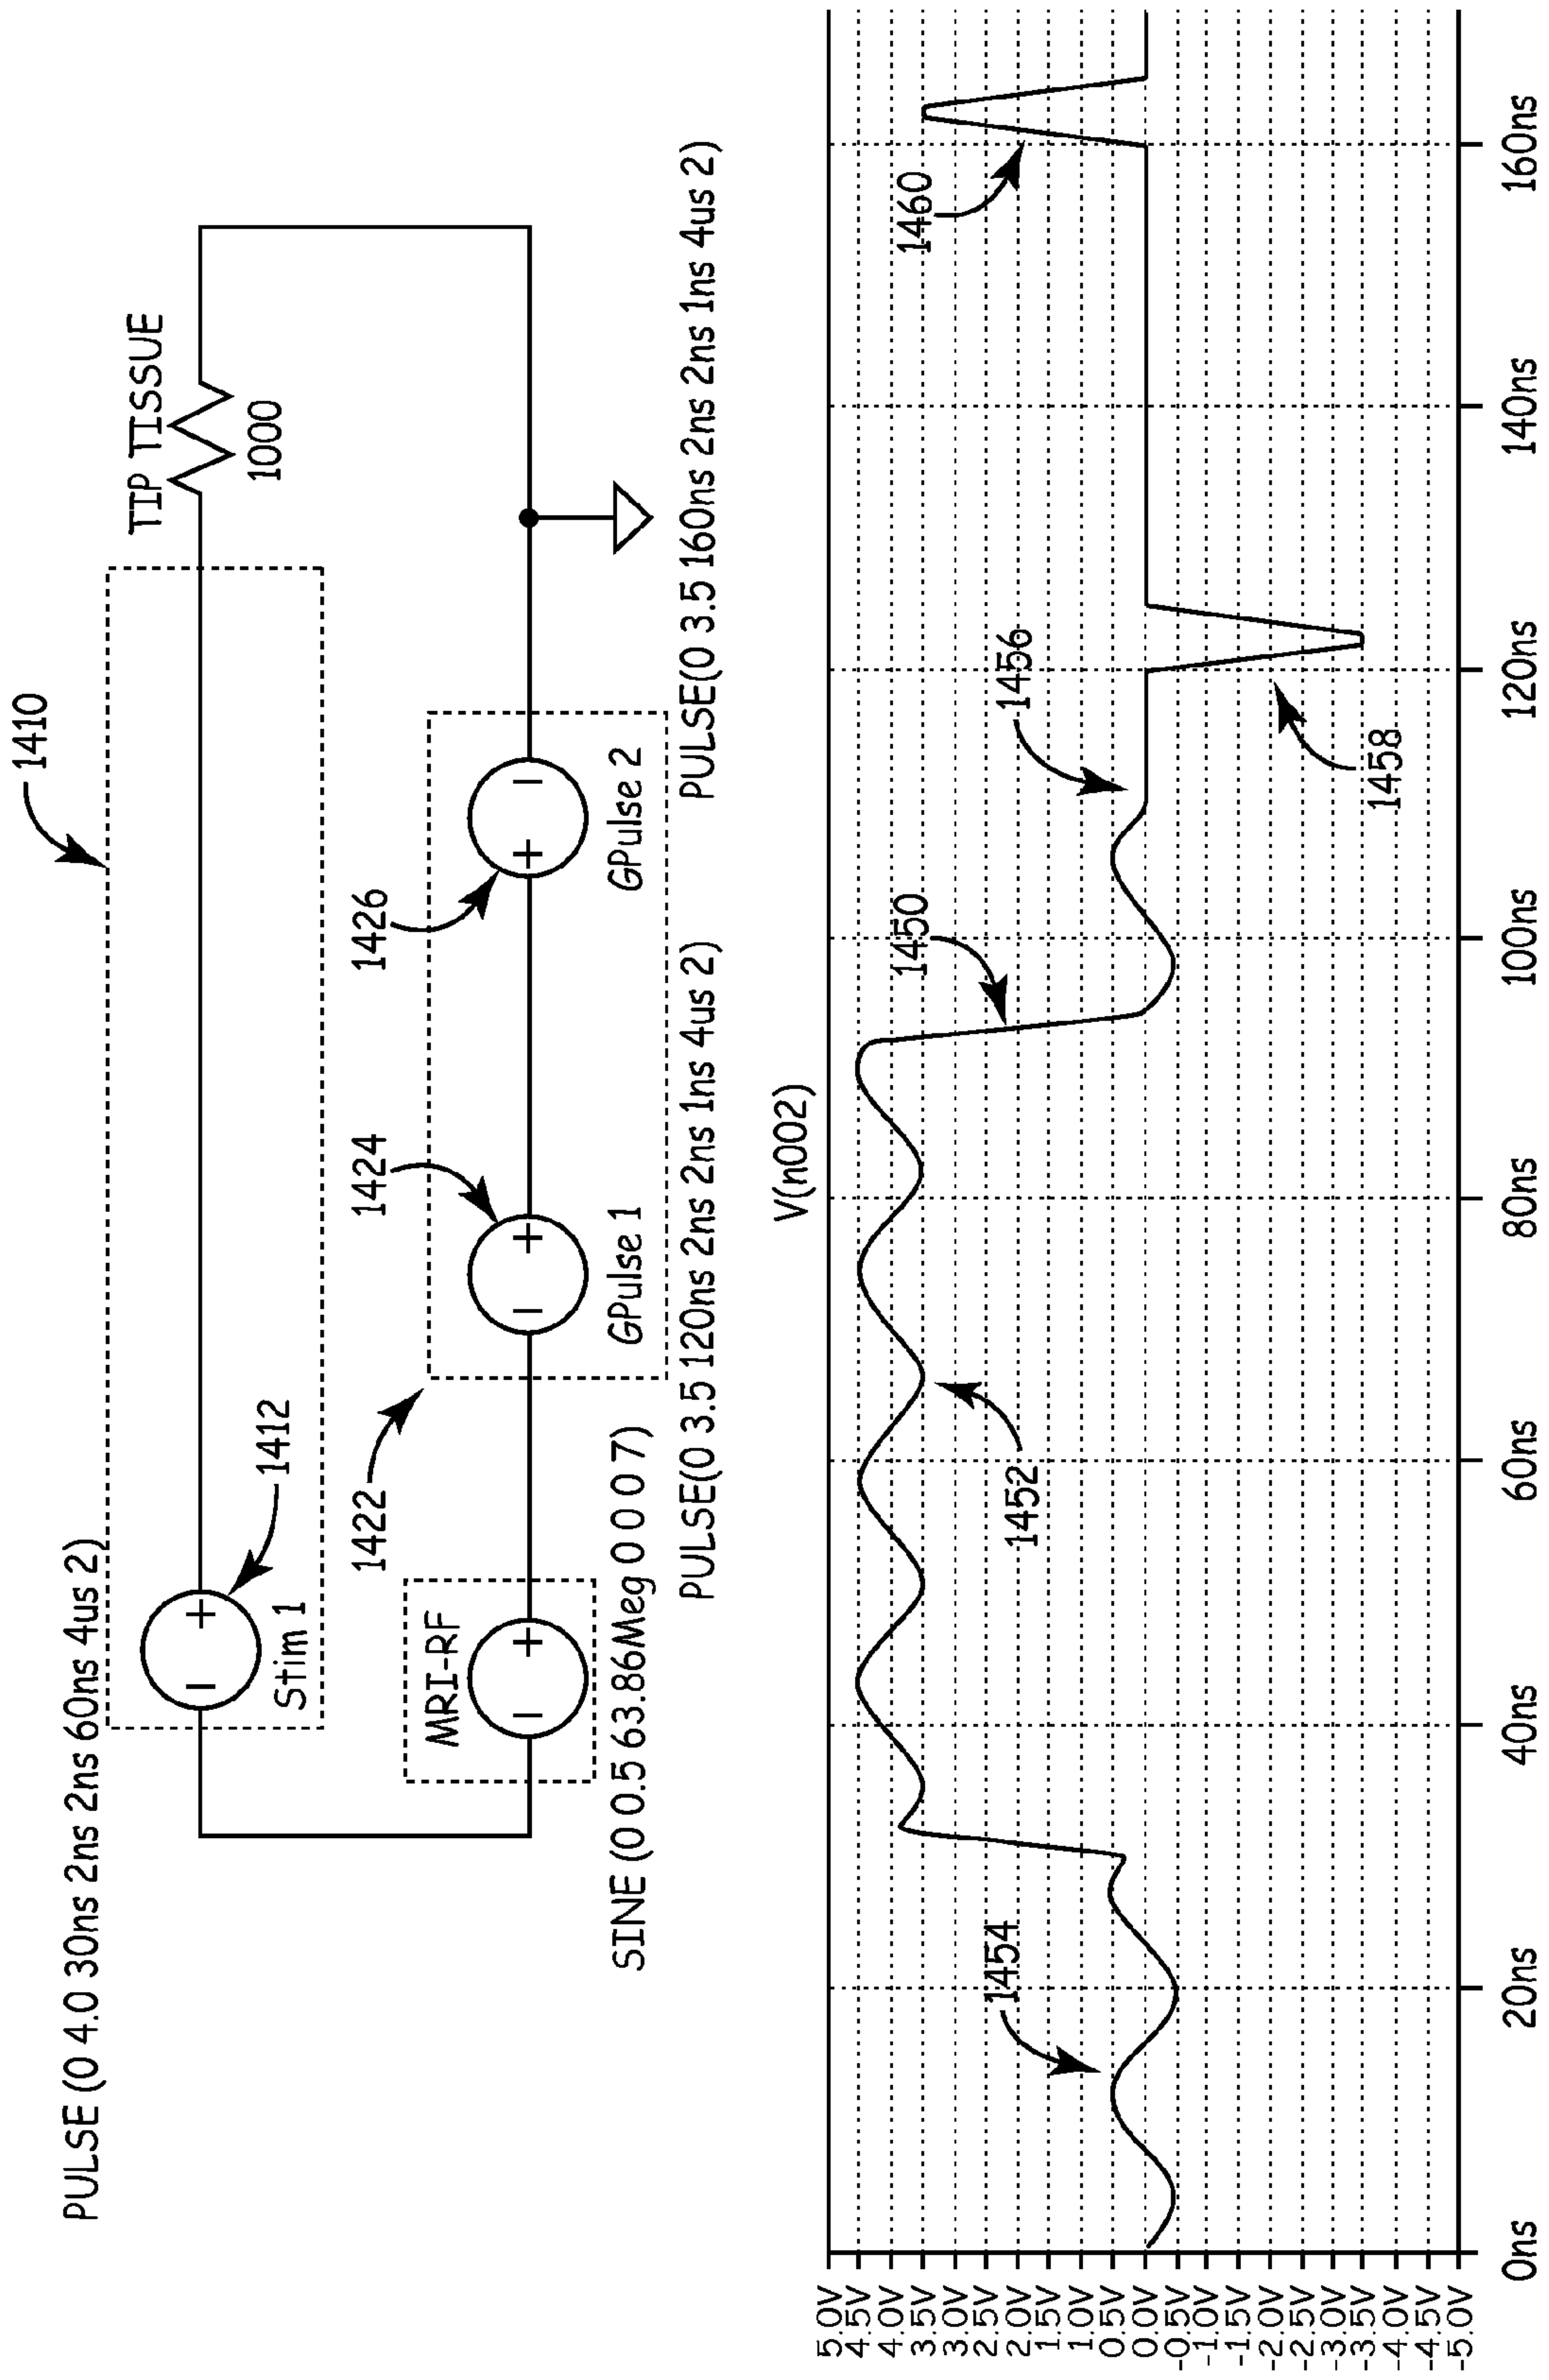 1410
PULSE (0 4.0 30ns 2ns 2ns 60ns 4us 2)
TIP TISSUE
1000
Stim 1
1412
1422
1424
1426
MRI-RF
GPulse 1
GPulse 2
SINE (0 0.5 63.86Meg 0 0 0 7)
PULSE(0 3.5 120ns 2ns 2ns 1ns 4us 2)
PULSE(0 3.5 160ns 2ns 2ns 1ns 4us 2)
V(n002)
5.0V
4.5V
4.0V
3.5V
3.0V
2.5V
2.0V
1.5V
1.0V
0.5V
0.0V
-0.5V
-1.0V
-1.5V
-2.0V
-2.5V
-3.0V
-3.5V
-4.0V
-4.5V
-5.0V
1450
1460
1454
1452
1456
1458
0ns
20ns
40ns
60ns
80ns
100ns
120ns
140ns
160ns